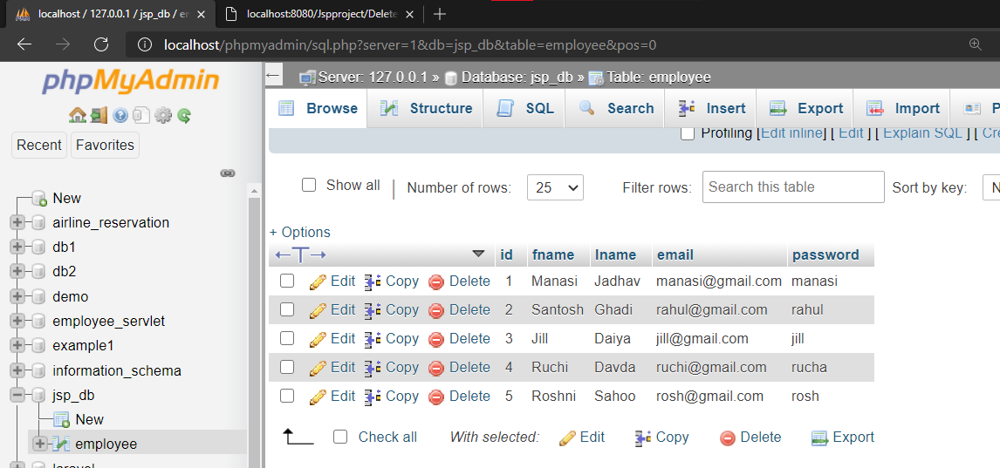 localhost / 127.0.0.1 / jsp_db / en
localhost:8080/Jspproject/Delete
localhost/phpmyadmin/sql.php?server=1&db=jsp_db&table=employee&pos=0
phpMyAdmin
Recent Favorites
New
airline_reservation
db1
db2
demo
employee_servlet
example1
information_schema
jsp_db
New
employee
laravel
Server: 127.0.0.1 » Database: jsp_db » Table: employee
Browse Structure SQL Search Insert Export Import P
Profiling [Edit inline] [ Edit ] [ Explain SQL ] [ Cre
Show all | Number of rows: 25 Filter rows: Search this table Sort by key: N
+ Options
←T→ id fname lname email password
Edit Copy Delete 1 Manasi Jadhav manasi@gmail.com manasi
Edit Copy Delete 2 Santosh Ghadi rahul@gmail.com rahul
Edit Copy Delete 3 Jill Daiya jill@gmail.com jill
Edit Copy Delete 4 Ruchi Davda ruchi@gmail.com rucha
Edit Copy Delete 5 Roshni Sahoo rosh@gmail.com rosh
Check all With selected: Edit Copy Delete Export